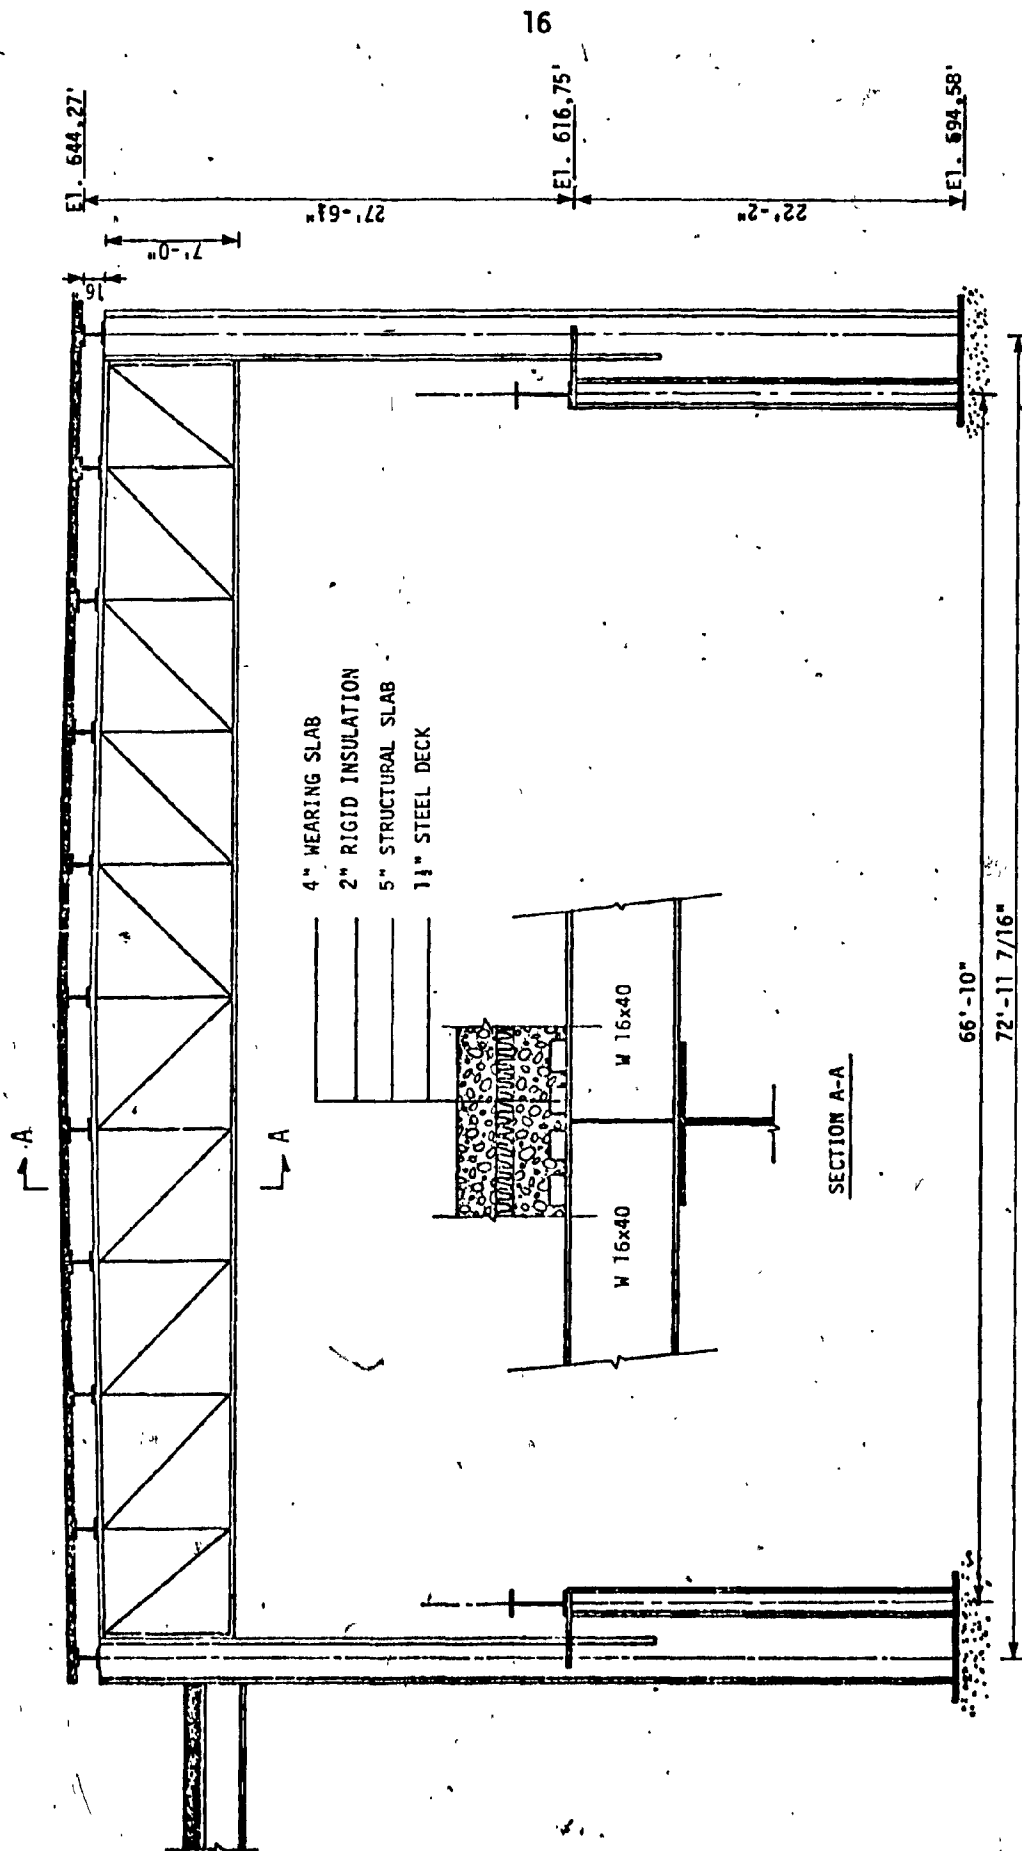 16
El. 644,27'
El. 616,75'
El. 694,58'
27'-6¼"
22'-2"
7'-0"
16
4" WEARING SLAB
2" RIGID INSULATION
5" STRUCTURAL SLAB
1½" STEEL DECK
A
A
W 16x40
W 16x40
SECTION A-A
66'-10"
72'-11 7/16"